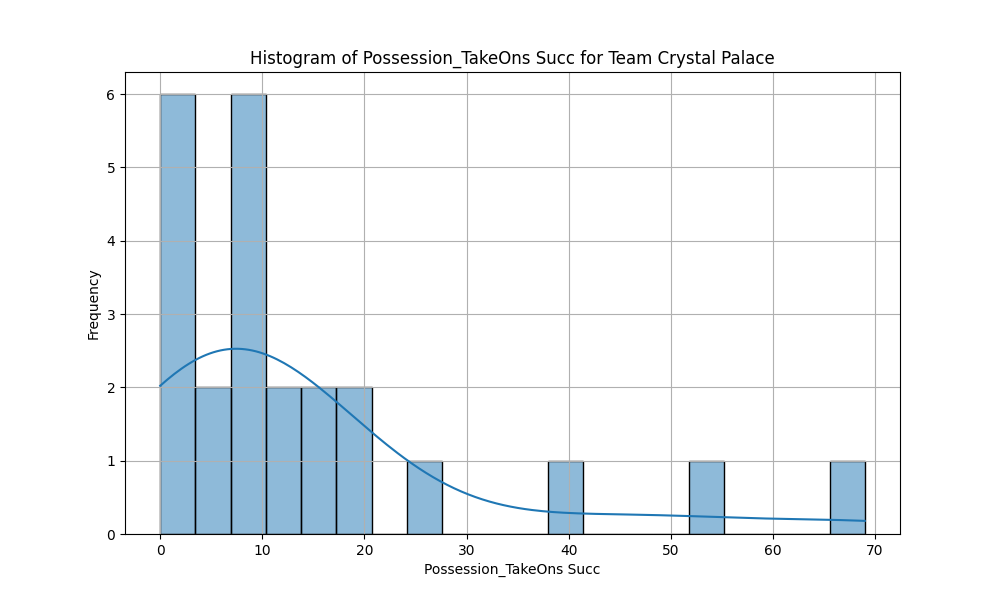 Histogram of Possession_TakeOns Succ for Team Crystal Palace
Frequency
6
5
4
3
2
1
0
0 10 20 30 40 50 60 70
Possession_TakeOns Succ